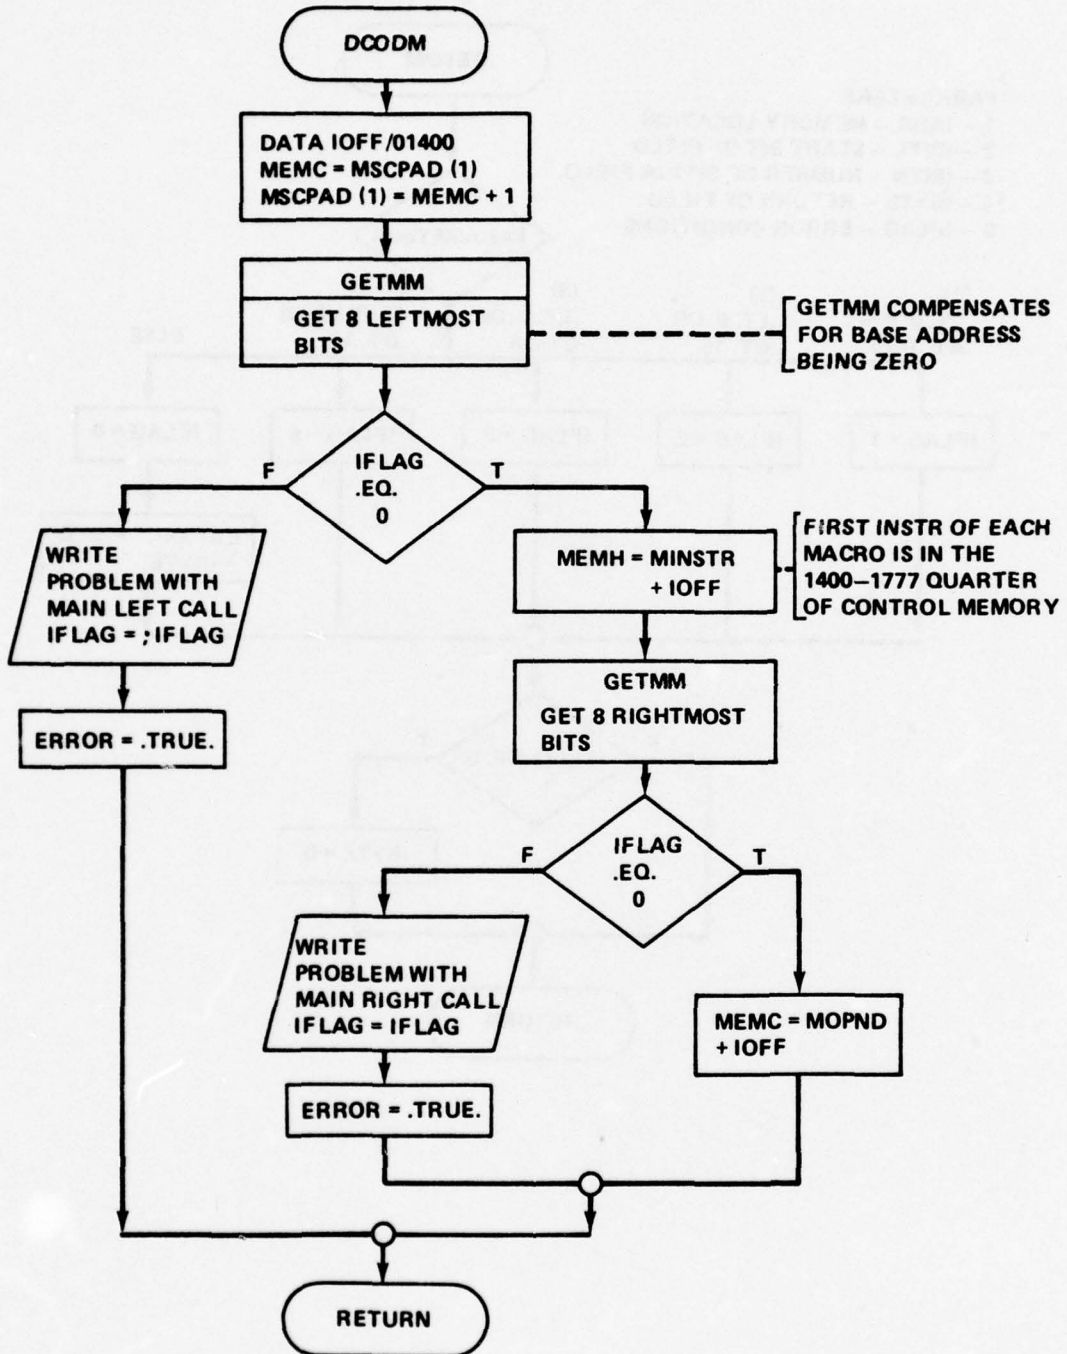 DCODM
DATA IOFF/01400
MEMC = MSCPAD (1)
MSCPAD (1) = MEMC + 1
GETMM
GET 8 LEFTMOST
BITS
GETMM COMPENSATES
FOR BASE ADDRESS
BEING ZERO
IFLAG
.EQ.
0
F
T
WRITE
PROBLEM WITH
MAIN LEFT CALL
IFLAG = ; IFLAG
ERROR = .TRUE.
MEMH = MINSTR
+ IOFF
FIRST INSTR OF EACH
MACRO IS IN THE
1400–1777 QUARTER
OF CONTROL MEMORY
GETMM
GET 8 RIGHTMOST
BITS
IFLAG
.EQ.
0
F
T
WRITE
PROBLEM WITH
MAIN RIGHT CALL
IFLAG = IFLAG
ERROR = .TRUE.
MEMC = MOPND
+ IOFF
RETURN